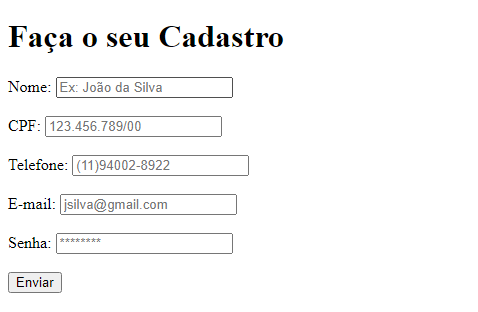 Faça o seu Cadastro
Nome: Ex: João da Silva
CPF: 123.456.789/00
Telefone: (11)94002-8922
E-mail: jsilva@gmail.com
Senha: ********
Enviar